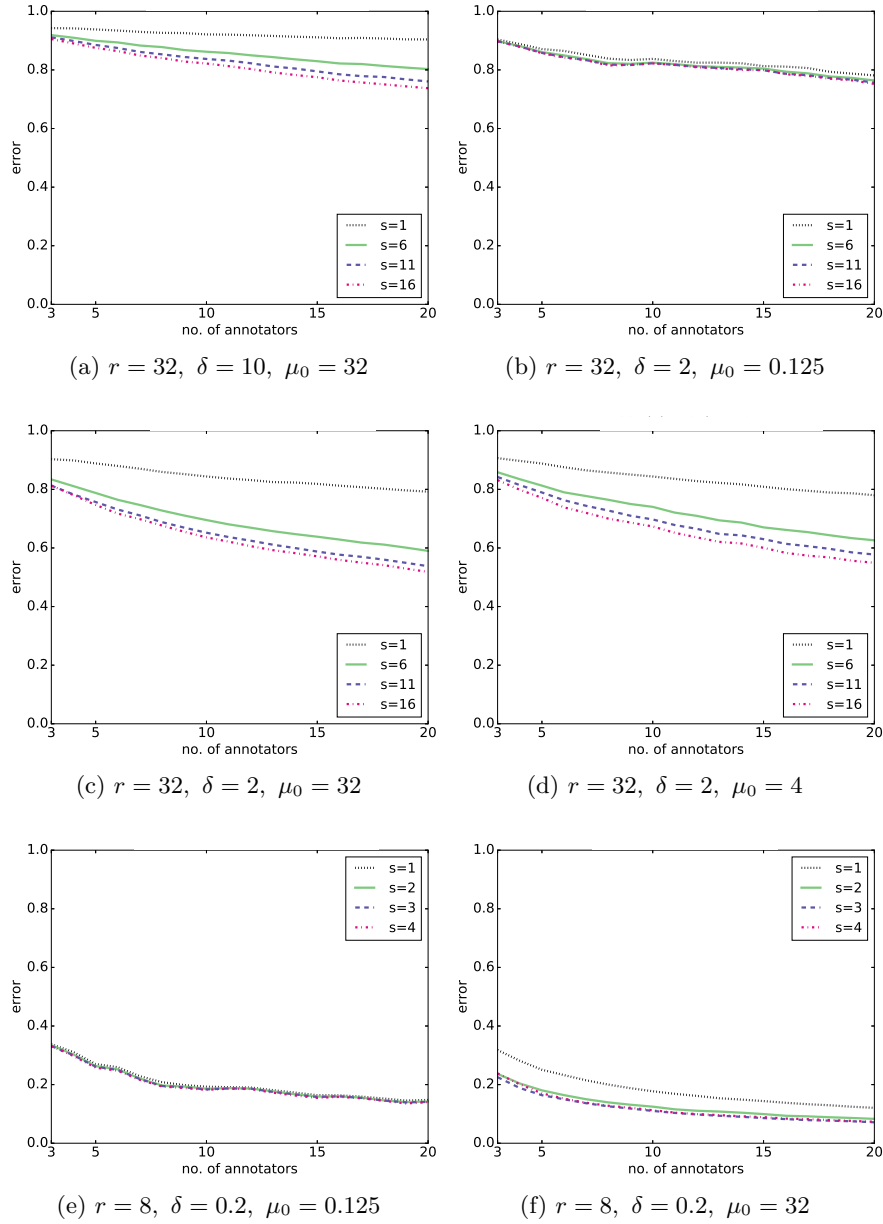 1.0
0.8
0.6
0.4
0.2
0.0
error
s=1
s=6
s=11
s=16
3 5 10 15 20
no. of annotators
(a) r = 32, δ = 10, μ₀ = 32
1.0
0.8
0.6
0.4
0.2
0.0
error
s=1
s=6
s=11
s=16
3 5 10 15 20
no. of annotators
(b) r = 32, δ = 2, μ₀ = 0.125
1.0
0.8
0.6
0.4
0.2
0.0
error
s=1
s=6
s=11
s=16
3 5 10 15 20
no. of annotators
(c) r = 32, δ = 2, μ₀ = 32
1.0
0.8
0.6
0.4
0.2
0.0
error
s=1
s=6
s=11
s=16
3 5 10 15 20
no. of annotators
(d) r = 32, δ = 2, μ₀ = 4
1.0
0.8
0.6
0.4
0.2
0.0
error
s=1
s=2
s=3
s=4
3 5 10 15 20
no. of annotators
(e) r = 8, δ = 0.2, μ₀ = 0.125
1.0
0.8
0.6
0.4
0.2
0.0
error
s=1
s=2
s=3
s=4
3 5 10 15 20
no. of annotators
(f) r = 8, δ = 0.2, μ₀ = 32